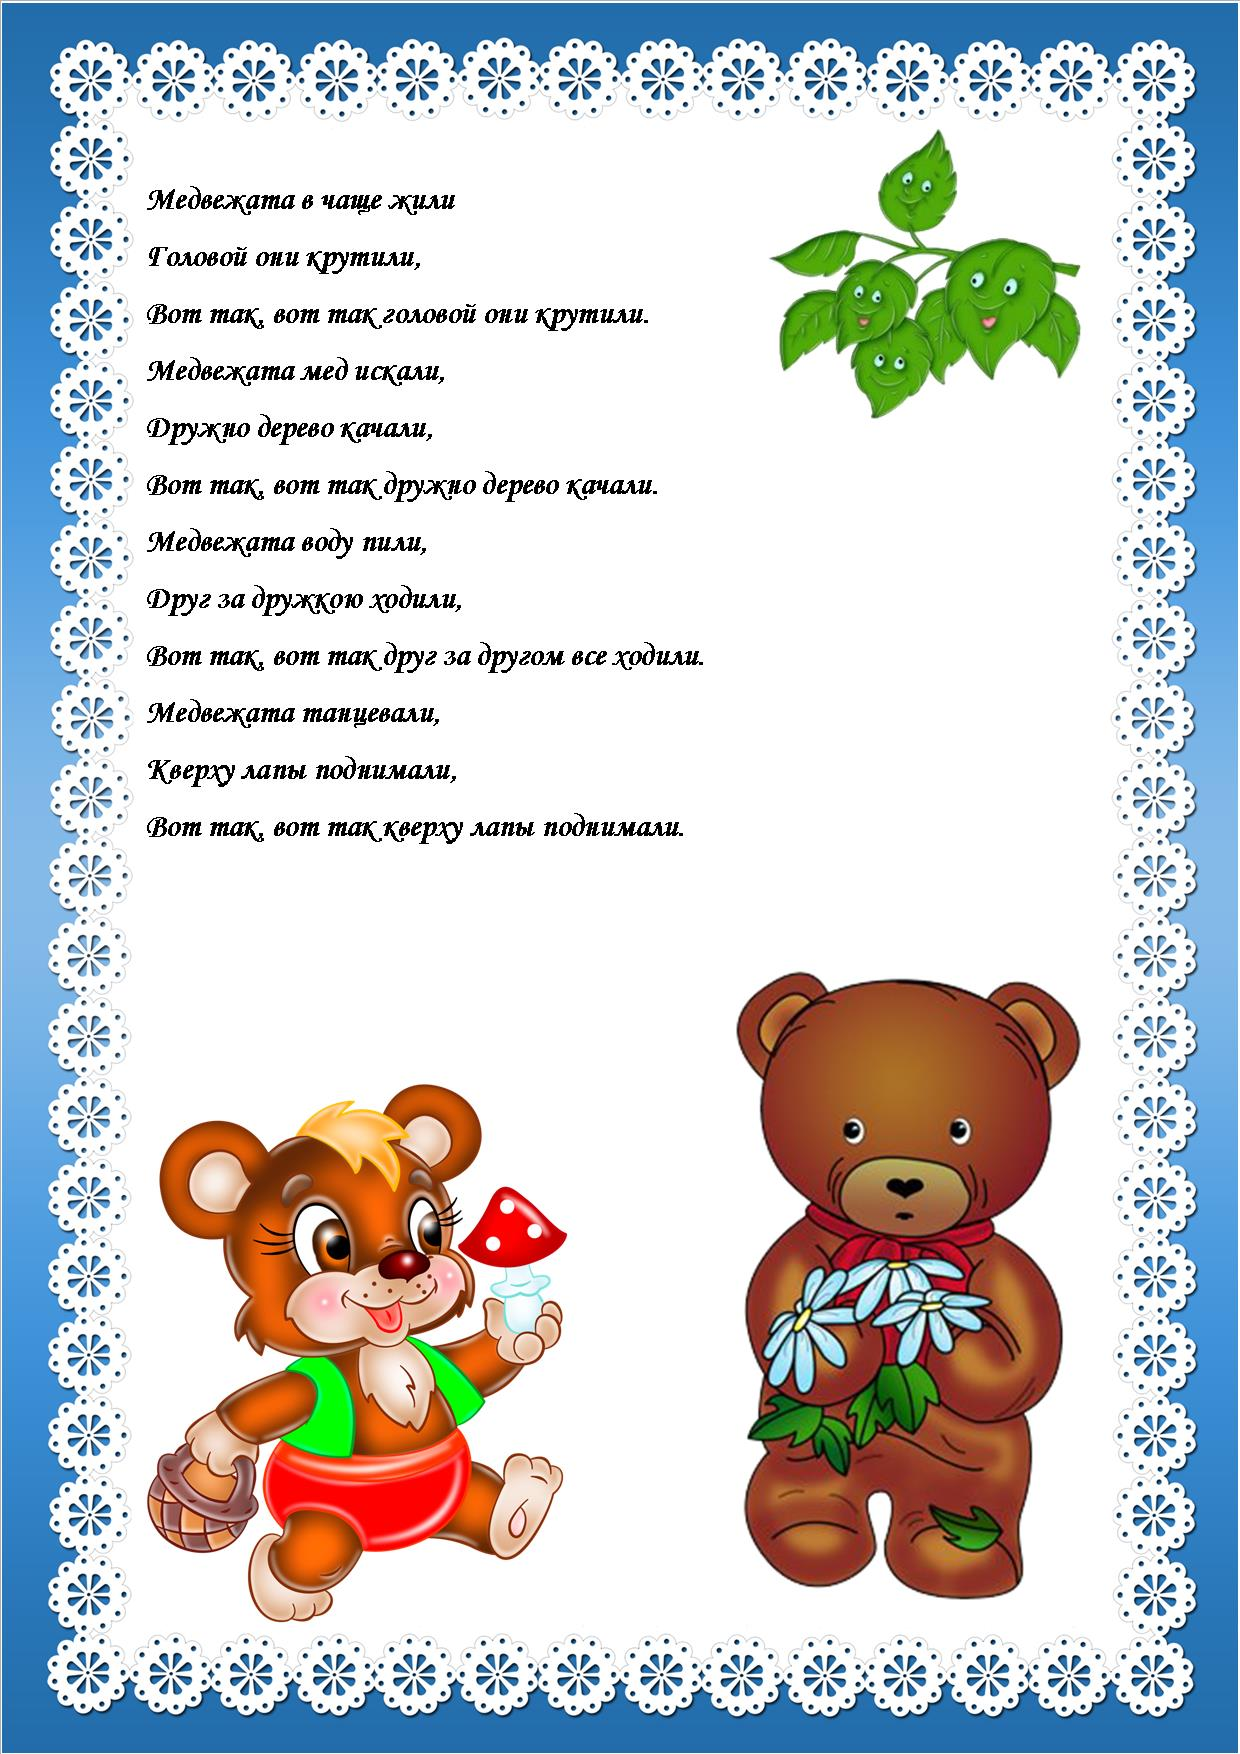 Медвежата в чаще жили
Головой они крутили,
Вот так, вот так головой они крутили.
Медвежата мед искали,
Дружно дерево качали,
Вот так, вот так дружно дерево качали.
Медвежата воду пили,
Друг за дружкою ходили,
Вот так, вот так друг за другом все ходили.
Медвежата танцевали,
Кверху лапы поднимали,
Вот так, вот так кверху лапы поднимали.